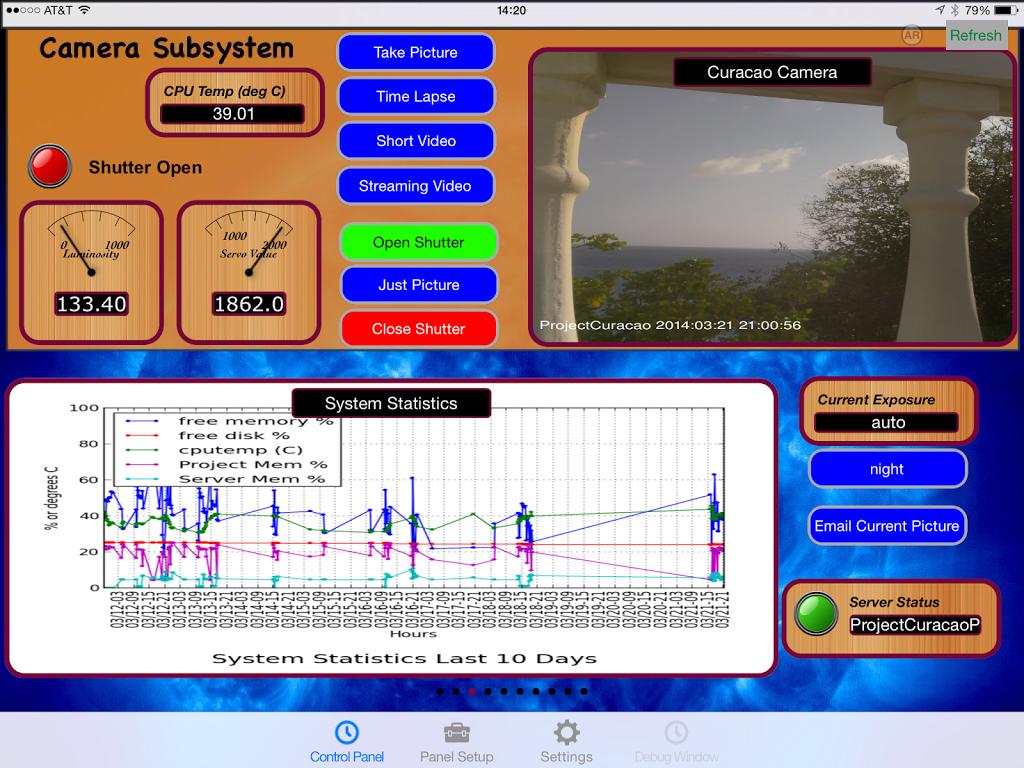 AT&T
14:20
79%
Camera Subsystem
AR
Refresh
CPU Temp (deg C)
39.01
Shutter Open
0
1000
Luminosity
133.40
1000
2000
Servo Value
1862.0
Take Picture
Time Lapse
Short Video
Streaming Video
Open Shutter
Just Picture
Close Shutter
Curacao Camera
ProjectCuracao 2014:03:21 21:00:56
System Statistics
100
80
60
40
20
0
% or degrees C
free memory %
free disk %
cputemp (C)
Project Mem %
Server Mem %
03/12-03
03/12-09
03/12-15
03/12-21
03/13-03
03/13-09
03/13-15
03/13-21
03/14-03
03/14-09
03/14-15
03/14-21
03/15-03
03/15-09
03/15-15
03/15-21
03/16-03
03/16-09
03/16-15
03/16-21
03/17-03
03/17-09
03/17-15
03/17-21
03/18-03
03/18-09
03/18-15
03/18-21
03/19-03
03/19-09
03/19-15
03/19-21
03/20-03
03/20-09
03/20-15
03/20-21
03/21-03
03/21-09
03/21-15
03/21-21
Hours
System Statistics Last 10 Days
Current Exposure
auto
night
Email Current Picture
Server Status
ProjectCuracaoP
Control Panel
Panel Setup
Settings
Debug Window